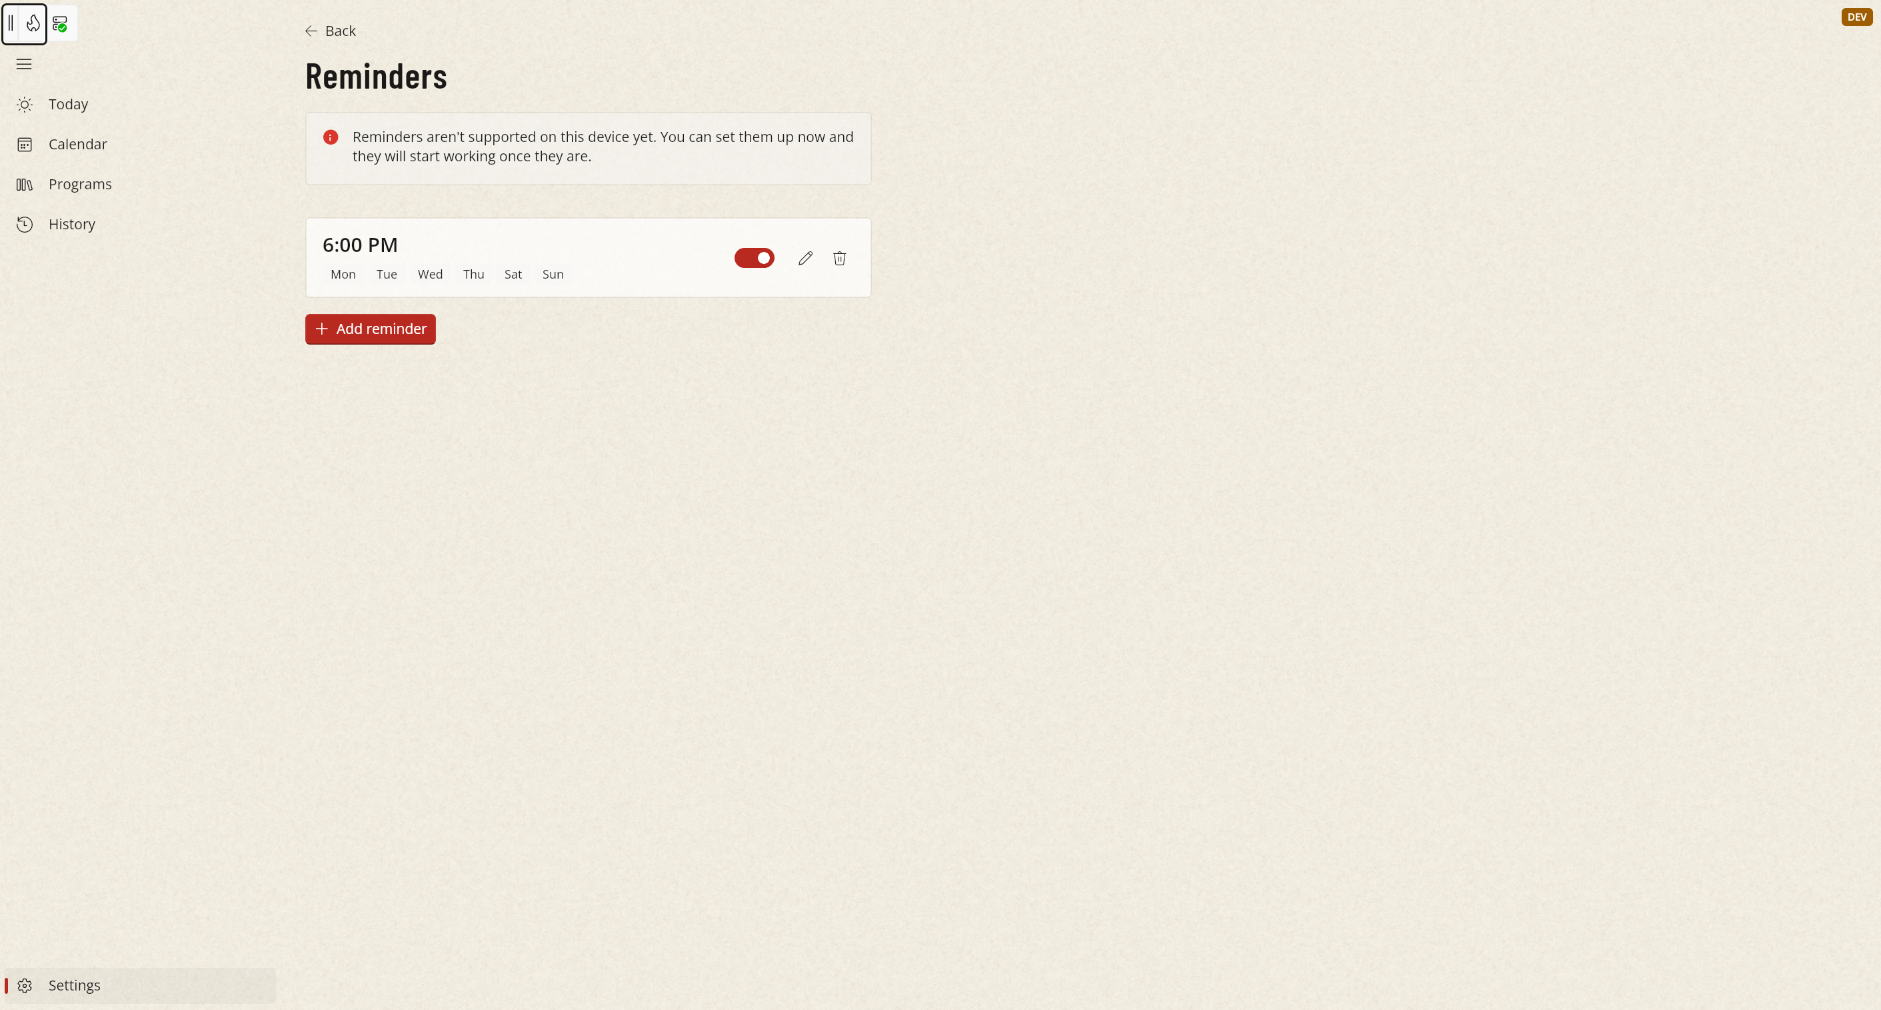 Back
DEV
Reminders
Today
Calendar
Programs
History
Reminders aren't supported on this device yet. You can set them up now and
they will start working once they are.
6:00 PM
Mon Tue Wed Thu Sat Sun
Add reminder
Settings